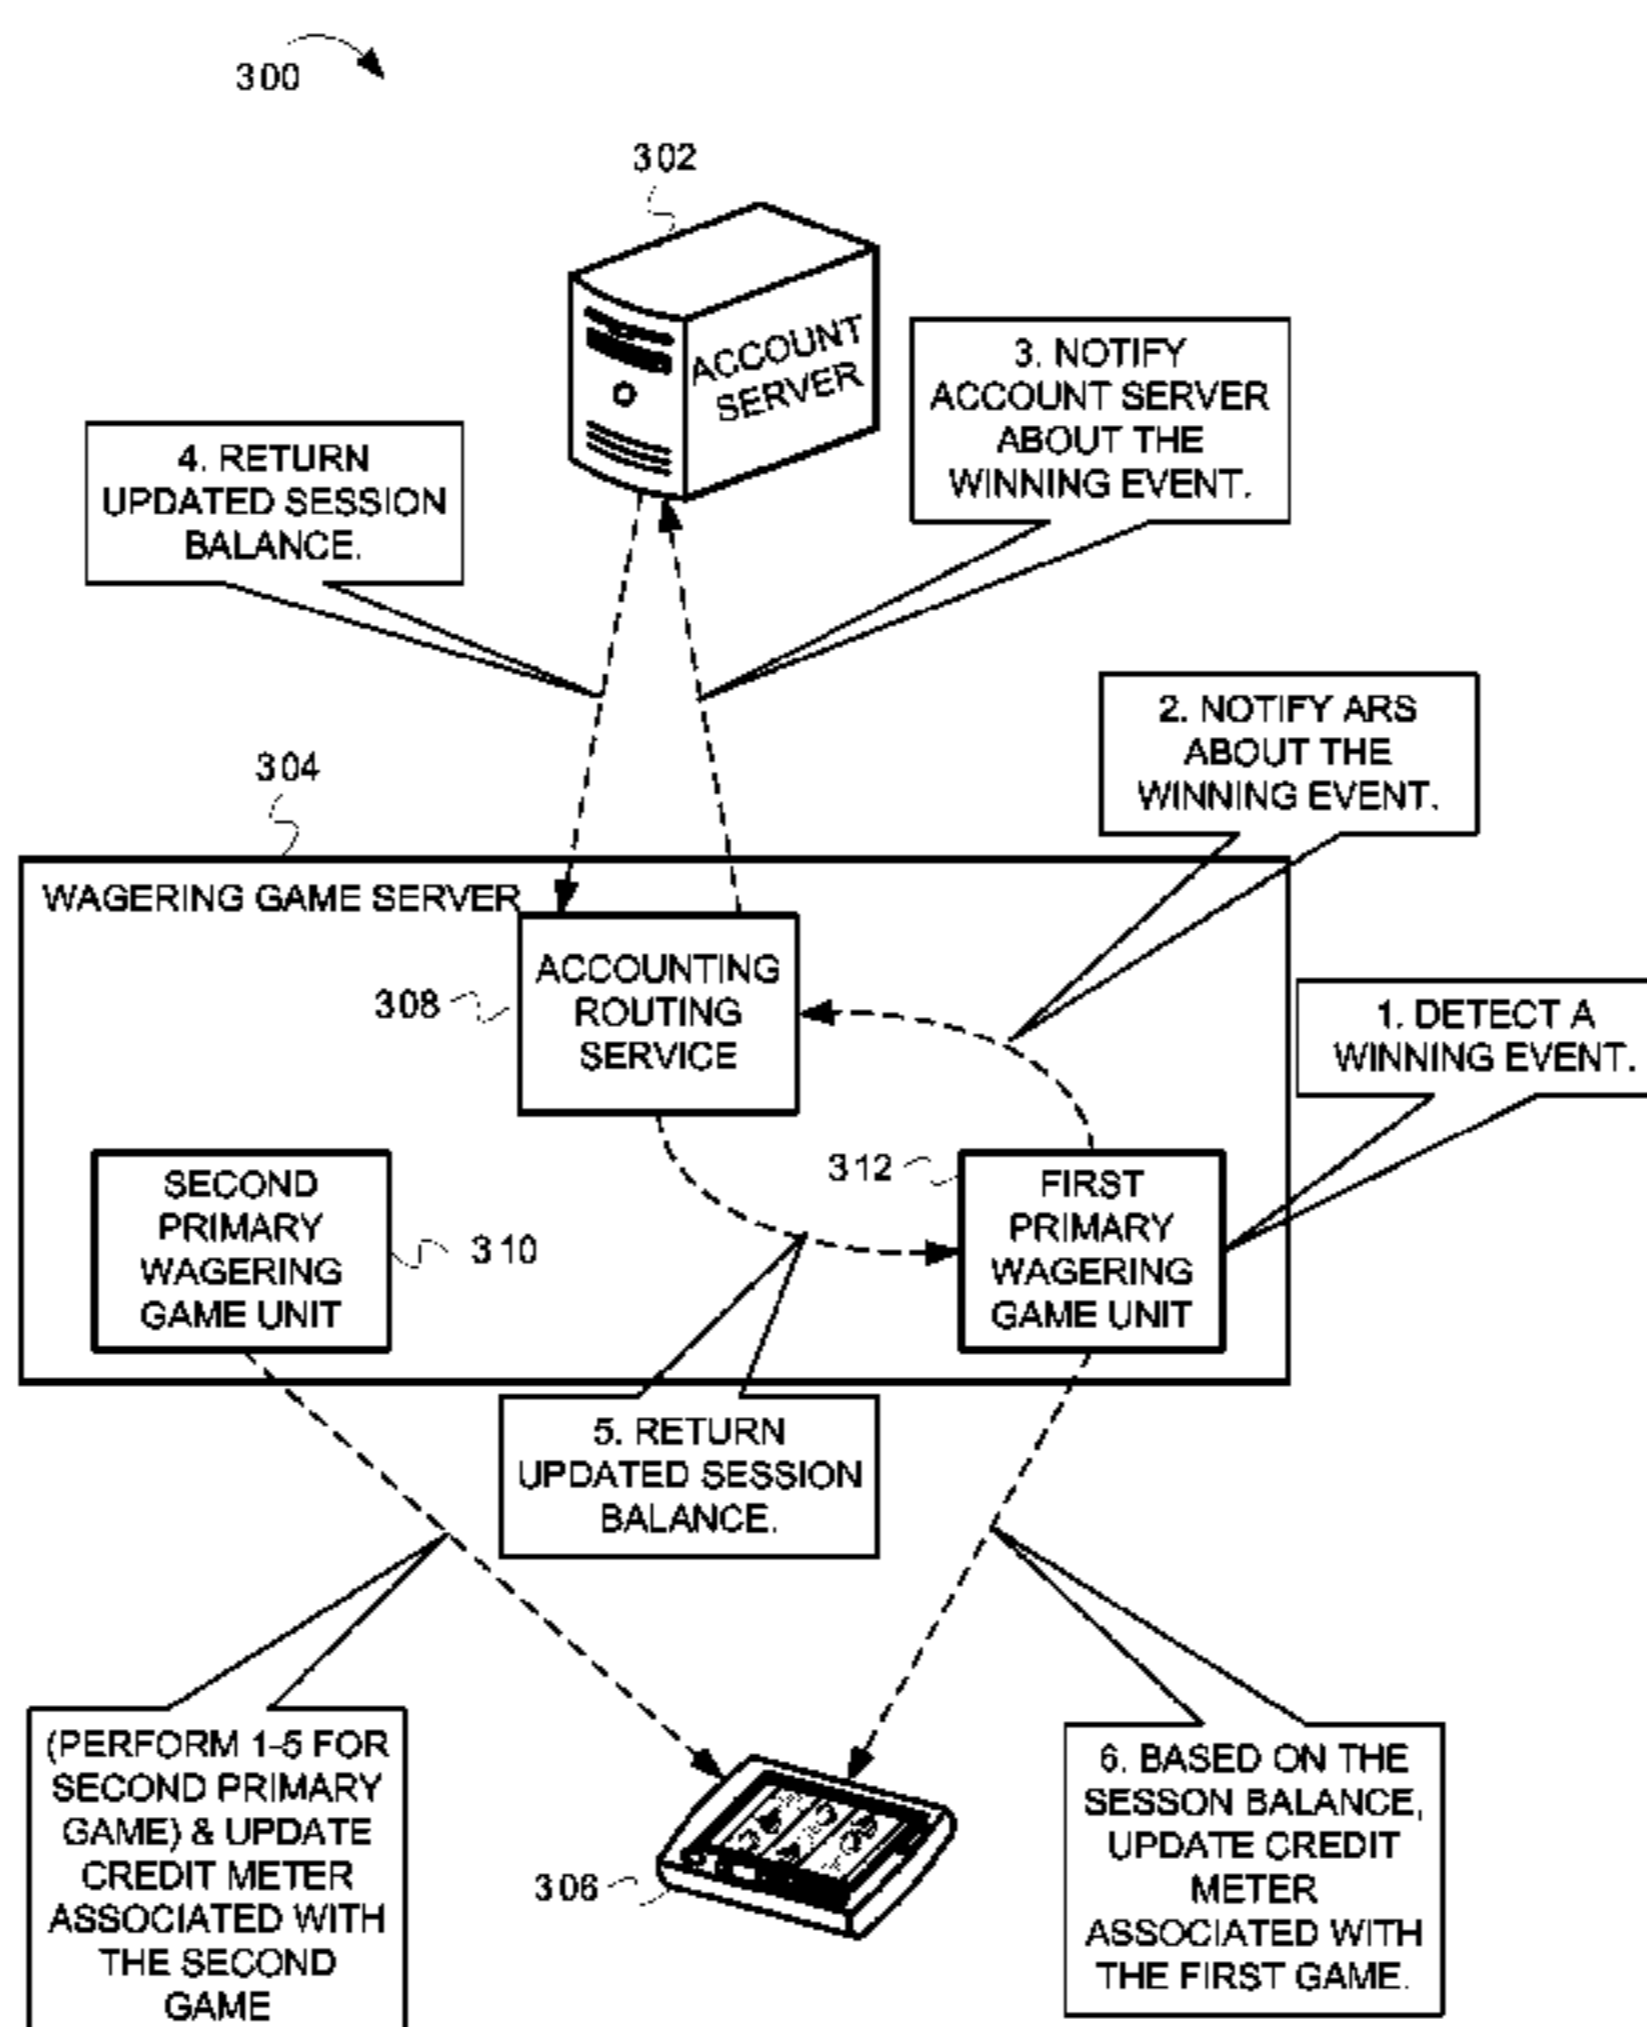 300
302
ACCOUNT
SERVER
3. NOTIFY
ACCOUNT SERVER
ABOUT THE
WINNING EVENT.
4. RETURN
UPDATED SESSION
BALANCE.
2. NOTIFY ARS
ABOUT THE
WINNING EVENT.
304
WAGERING GAME SERVER
ACCOUNTING
ROUTING
SERVICE
308
1. DETECT A
WINNING EVENT.
SECOND
PRIMARY
WAGERING
GAME UNIT
310
312
FIRST
PRIMARY
WAGERING
GAME UNIT
5. RETURN
UPDATED SESSION
BALANCE.
(PERFORM 1-5 FOR
SECOND PRIMARY
GAME) & UPDATE
CREDIT METER
ASSOCIATED WITH
THE SECOND
GAME
306
6. BASED ON THE
SESSON BALANCE,
UPDATE CREDIT
METER
ASSOCIATED WITH
THE FIRST GAME.